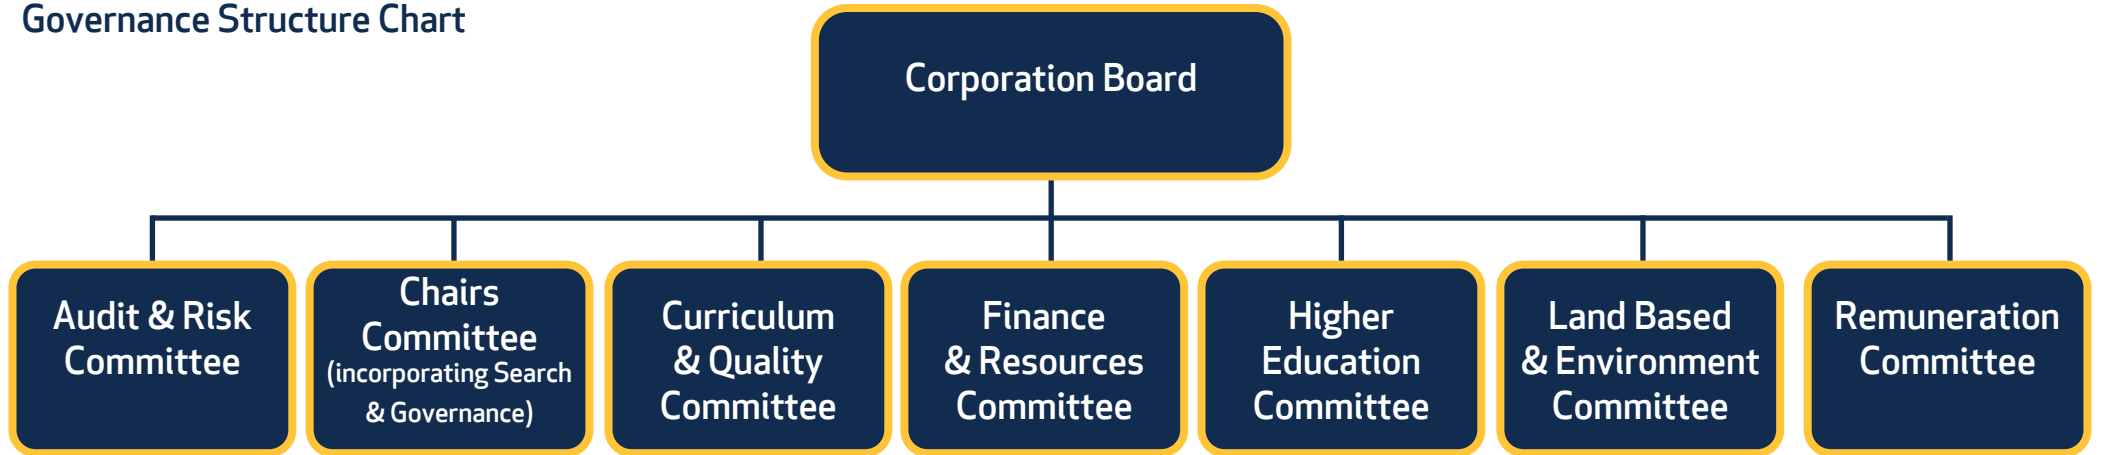 Governance Structure Chart
Corporation Board
Audit & Risk
Committee
Chairs
Committee
(incorporating Search
& Governance)
Curriculum
& Quality
Committee
Finance
& Resources
Committee
Higher
Education
Committee
Land Based
& Environment
Committee
Remuneration
Committee